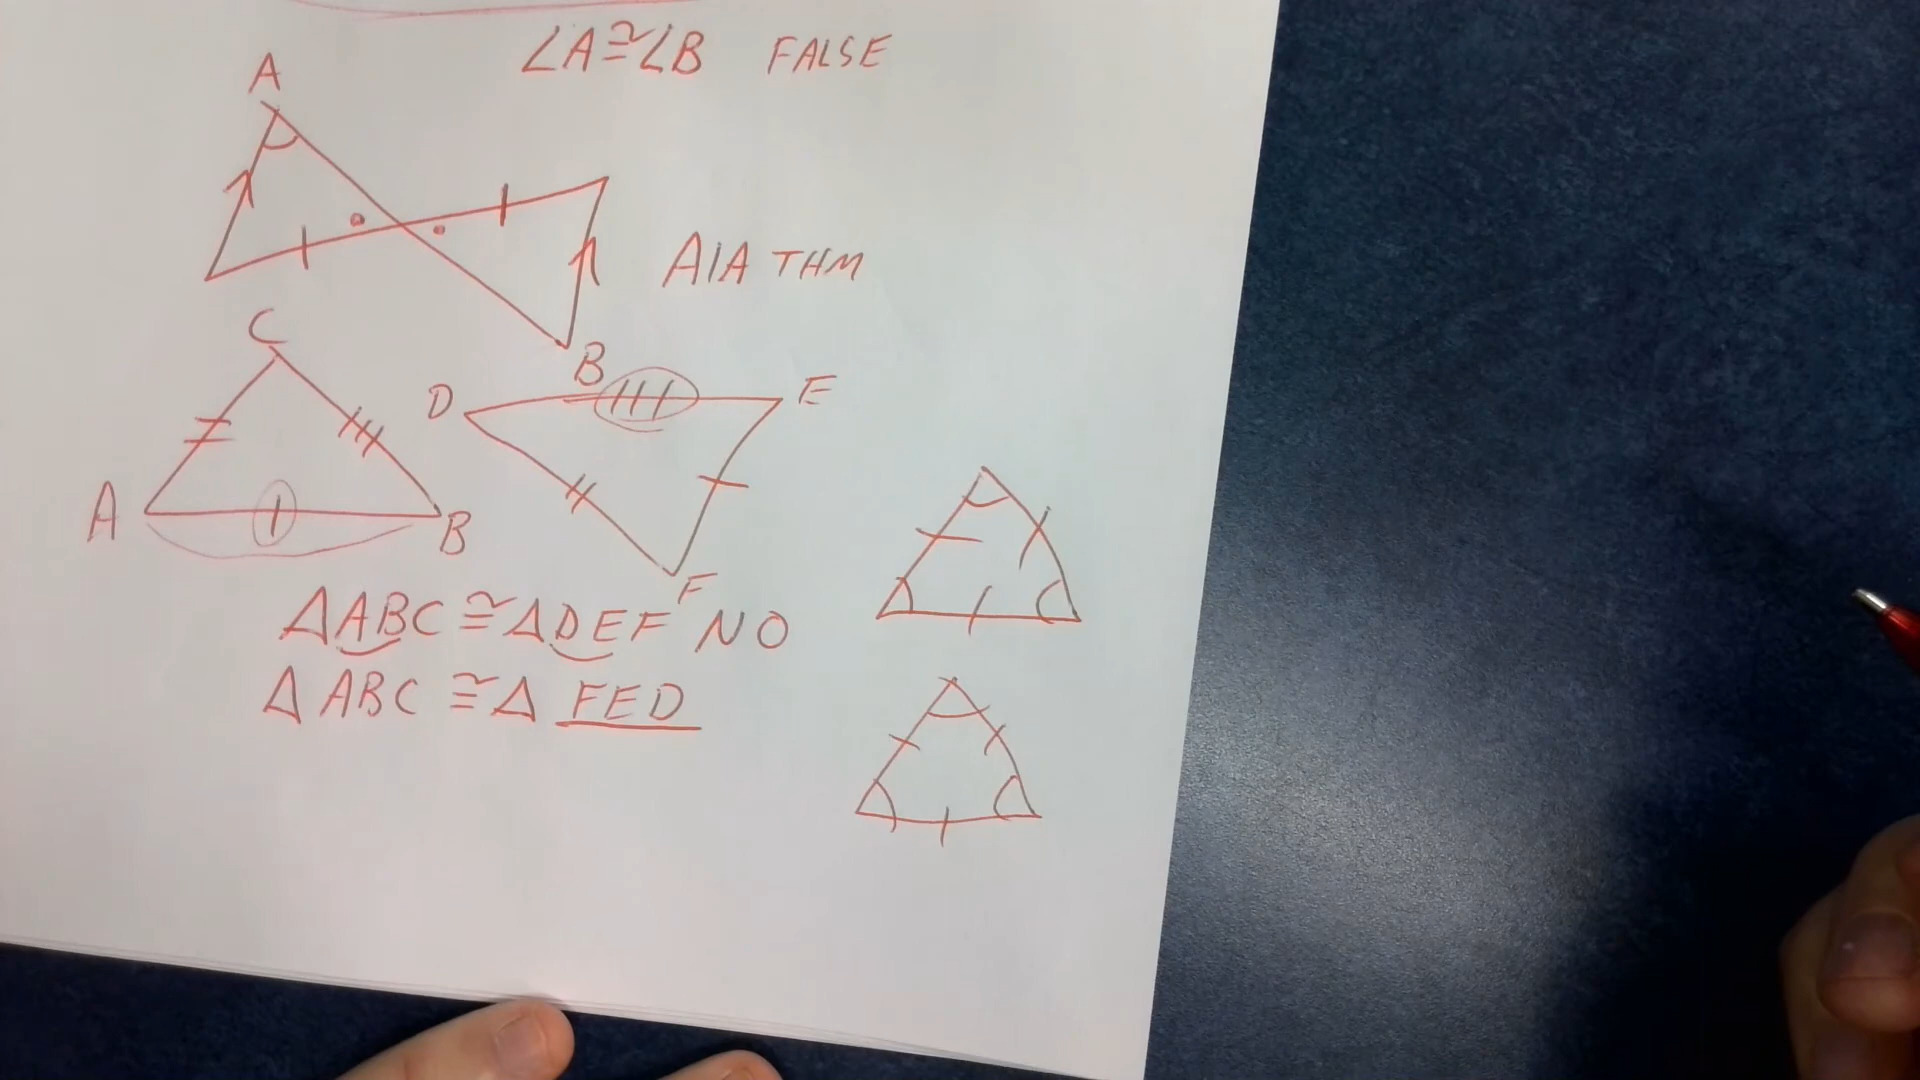 ∠A≅∠B FALSE
A
AIA THM
B
C
D
E
A
B
F
△ABC≅△DEF NO
△ABC≅△FED